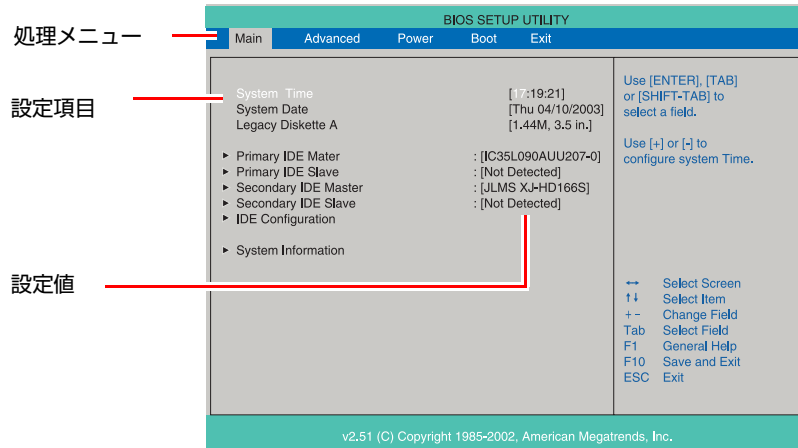 BIOS SETUP UTILITY
処理メニュー
Main Advanced Power Boot Exit
設定項目
System Time [17:19:21]
System Date [Thu 04/10/2003]
Legacy Diskette A [1.44M, 3.5 in.]
▸ Primary IDE Mater : [IC35L090AUU207-0]
▸ Primary IDE Slave : [Not Detected]
▸ Secondary IDE Master : [JLMS XJ-HD166S]
▸ Secondary IDE Slave : [Not Detected]
▸ IDE Configuration
▸ System Information
設定値
Use [ENTER], [TAB]
or [SHIFT-TAB] to
select a field.
Use [+] or [-] to
configure system Time.
↔ Select Screen
↑↓ Select Item
+ - Change Field
Tab Select Field
F1 General Help
F10 Save and Exit
ESC Exit
v2.51 (C) Copyright 1985-2002, American Megatrends, Inc.